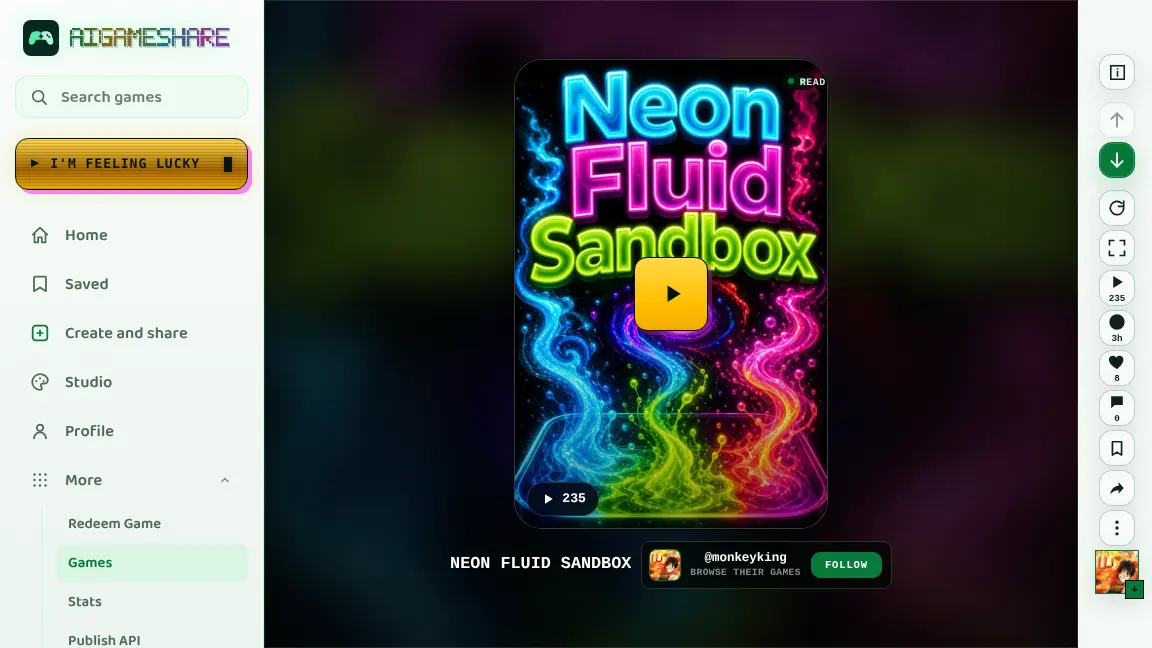 AIGAMESHARE
Search games
I'M FEELING LUCKY
Home
Saved
Create and share
Studio
Profile
More
Redeem Game
Games
Stats
Publish API
READ
Neon
Fluid
Sandbox
235
NEON FLUID SANDBOX
@monkeyking
BROWSE THEIR GAMES
FOLLOW
235
3h
8
0